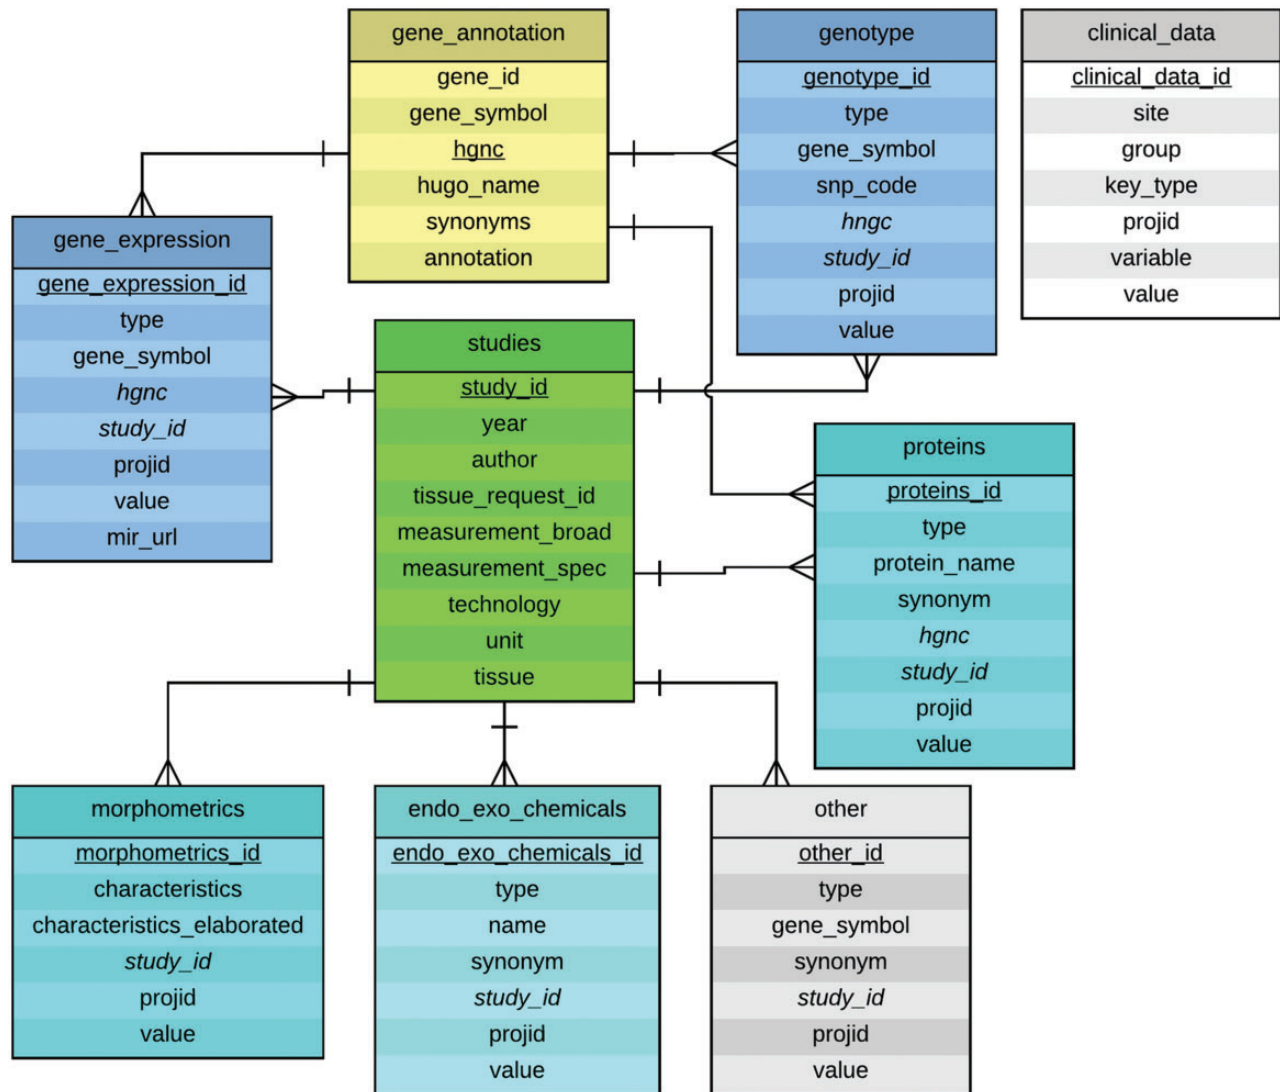 gene_annotation
gene_id
gene_symbol
hgnc
hugo_name
synonyms
annotation
genotype
genotype_id
type
gene_symbol
snp_code
hngc
study_id
projid
value
clinical_data
clinical_data_id
site
group
key_type
projid
variable
value
gene_expression
gene_expression_id
type
gene_symbol
hgnc
study_id
projid
value
mir_url
studies
study_id
year
author
tissue_request_id
measurement_broad
measurement_spec
technology
unit
tissue
proteins
proteins_id
type
protein_name
synonym
hgnc
study_id
projid
value
morphometrics
morphometrics_id
characteristics
characteristics_elaborated
study_id
projid
value
endo_exo_chemicals
endo_exo_chemicals_id
type
name
synonym
study_id
projid
value
other
other_id
type
gene_symbol
synonym
study_id
projid
value